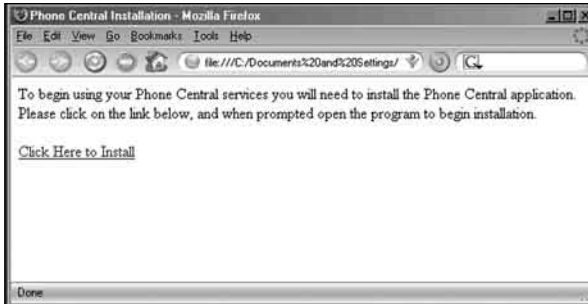 Phone Central Installation - Mozilla Firefox
File Edit View Go Bookmarks Tools Help
file:///C:/Documents%20and%20Settings/
To begin using your Phone Central services you will need to install the Phone Central application.
Please click on the link below, and when prompted open the program to begin installation.
Click Here to Install
Done